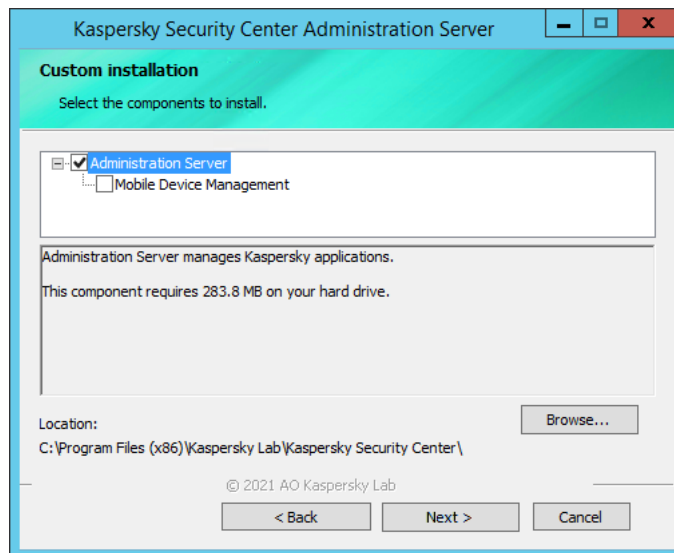 Kaspersky Security Center Administration Server
Custom installation
Select the components to install.
Administration Server
Mobile Device Management
Administration Server manages Kaspersky applications.
This component requires 283.8 MB on your hard drive.
Browse...
Location:
C:\Program Files (x86)\Kaspersky Lab\Kaspersky Security Center\
© 2021 AO Kaspersky Lab
< Back Next > Cancel